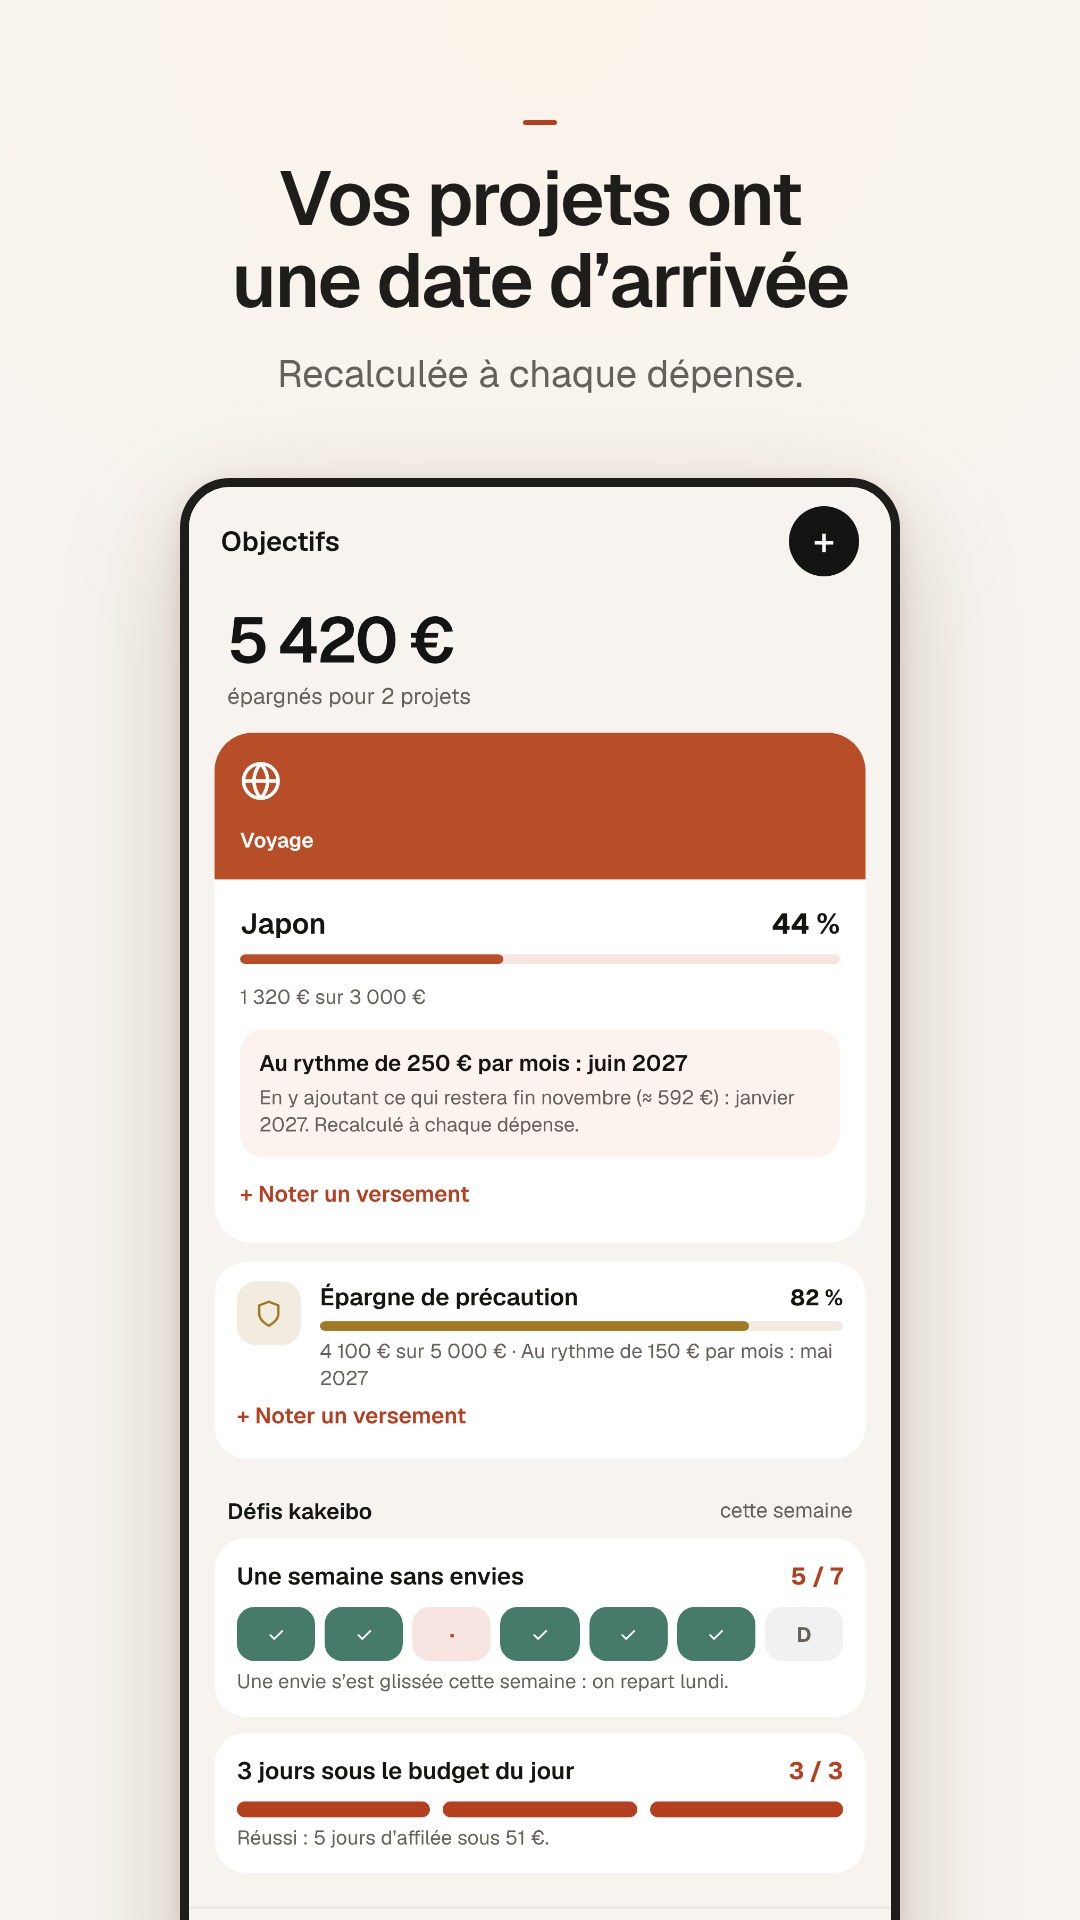 Vos projets ont
une date d’arrivée
Recalculée à chaque dépense.
Objectifs
+
5 420 €
épargnés pour 2 projets
Voyage
Japon
44 %
1 320 € sur 3 000 €
Au rythme de 250 € par mois : juin 2027
En y ajoutant ce qui restera fin novembre (≈ 592 €) : janvier
2027. Recalculé à chaque dépense.
+ Noter un versement
Épargne de précaution
82 %
4 100 € sur 5 000 € · Au rythme de 150 € par mois : mai
2027
+ Noter un versement
Défis kakeibo
cette semaine
Une semaine sans envies
5 / 7
✓ ✓ · ✓ ✓ ✓ D
Une envie s’est glissée cette semaine : on repart lundi.
3 jours sous le budget du jour
3 / 3
Réussi : 5 jours d’affilée sous 51 €.